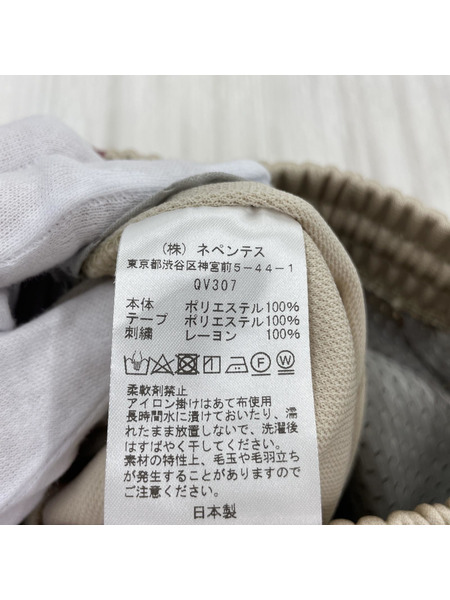 (株) ネペンテス
東京都渋谷区神宮前5-44-1
QV307
本体 ポリエステル100%
テープ ポリエステル100%
刺繍 レーヨン 100%
F W
柔軟剤禁止
アイロン掛けはあて布使用
長時間水に漬けておいたり、濡
れたまま放置しないで、洗濯後
はすばやく干してください。
素材の特性上、毛玉や毛羽立ち
が発生することがありますので
ご注意ください。
日本製